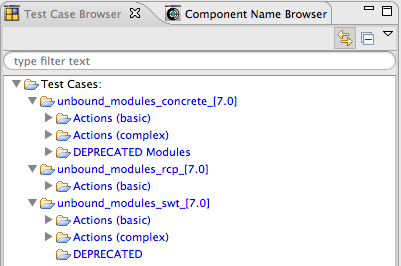 Test Case Browser Component Name Browser
type filter text
Test Cases:
unbound_modules_concrete_[7.0]
Actions (basic)
Actions (complex)
DEPRECATED Modules
unbound_modules_rcp_[7.0]
Actions (basic)
unbound_modules_swt_[7.0]
Actions (basic)
Actions (complex)
DEPRECATED